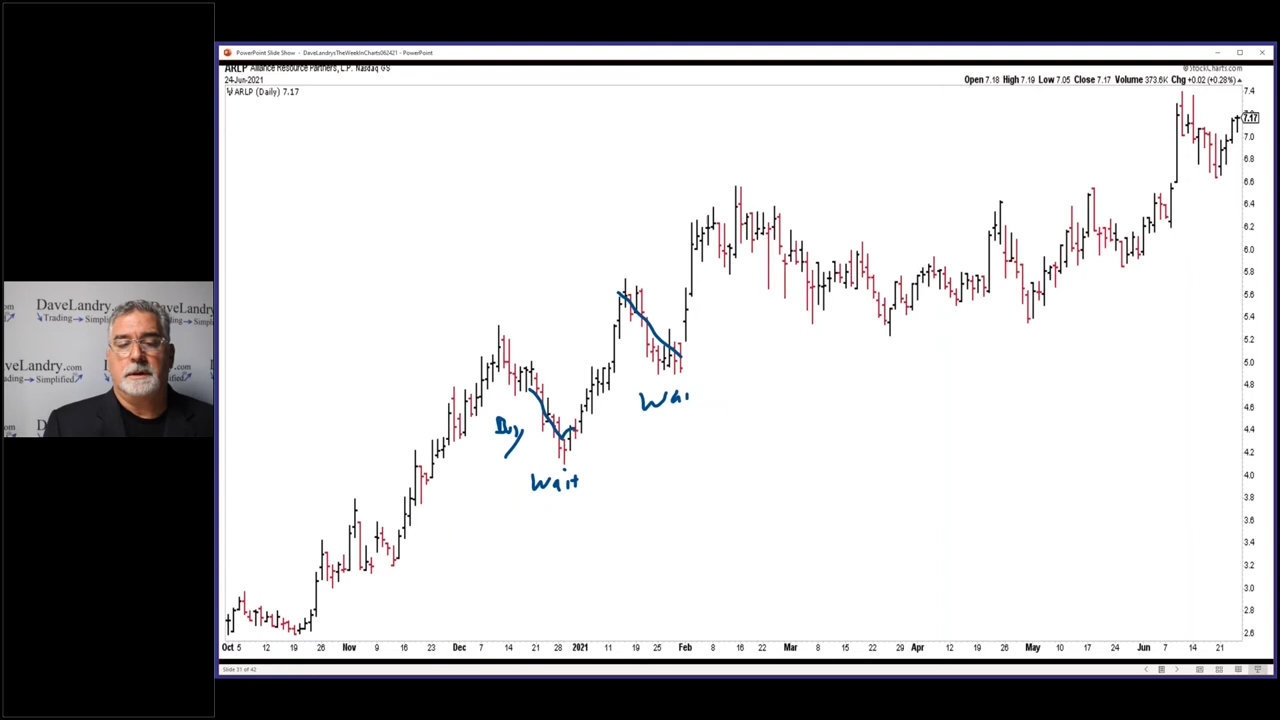 PowerPoint Slide Show - DaveLandrysTheWeekInCharts062421 - PowerPoint
ARLP Alliance Resource Partners, L.P. Nasdaq GS
© StockCharts.com
24-Jun-2021
Open 7.18 High 7.19 Low 7.05 Close 7.17 Volume 373.6K Chg +0.02 (+0.28%)
ARLP (Daily) 7.17
7.4
7.17
7.0
6.8
6.6
6.4
6.2
6.0
5.8
5.6
5.4
5.2
5.0
4.8
4.6
4.4
4.2
4.0
3.8
3.6
3.4
3.2
3.0
2.8
2.6
Buy
Wait
Wai
Oct 5 12 19 26 Nov 9 16 23 Dec 7 14 21 28 2021 11 19 25 Feb 8 16 22 Mar 8 15 22 29 Apr 12 19 26 May 10 17 24 Jun 7 14 21
Slide 31 of 42
DaveLandry.com
Trading Simplified
DaveLandry.com
Trading Simplified